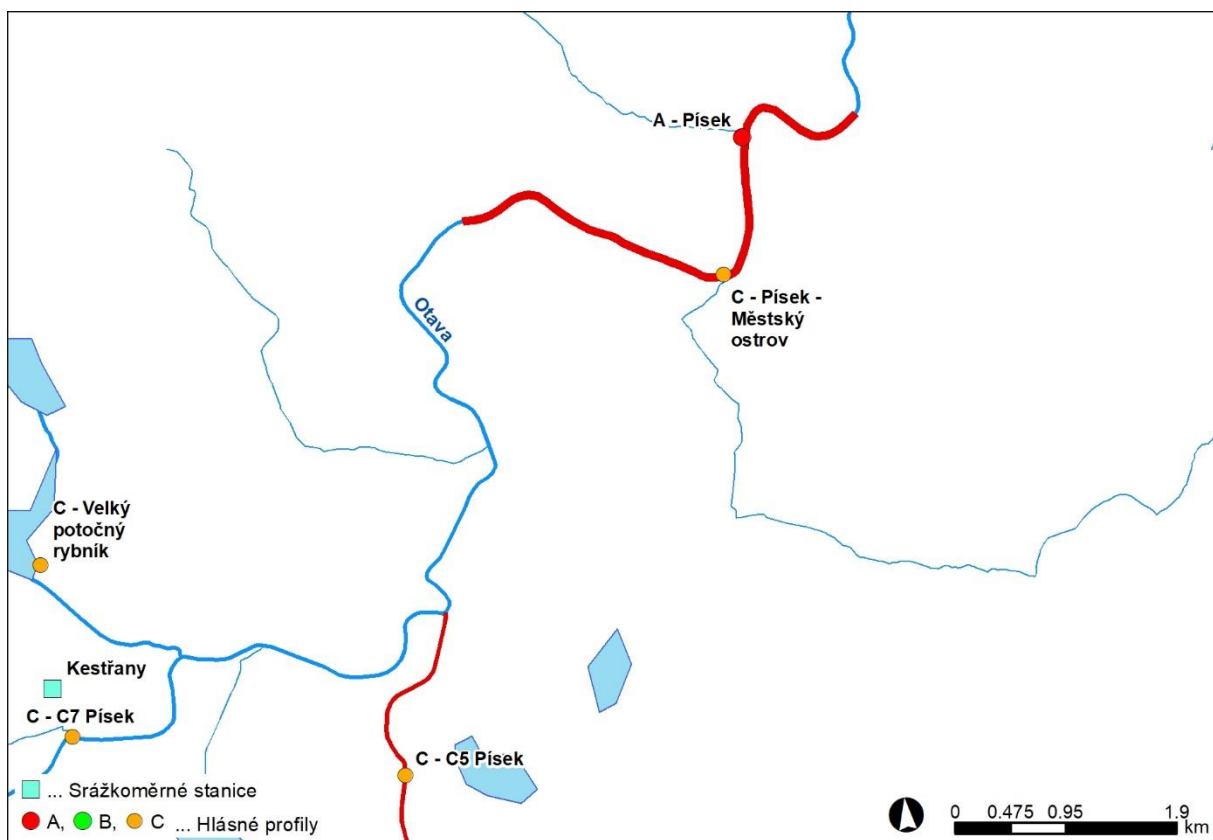 A - Písek
C - Písek -
Městský
ostrov
Otava
C - Velký
potočný
rybník
Kestřany
C - C7 Písek
C - C5 Písek
... Srážkoměrné stanice
A, B, C ... Hlásné profily
0 0.475 0.95 1.9
km